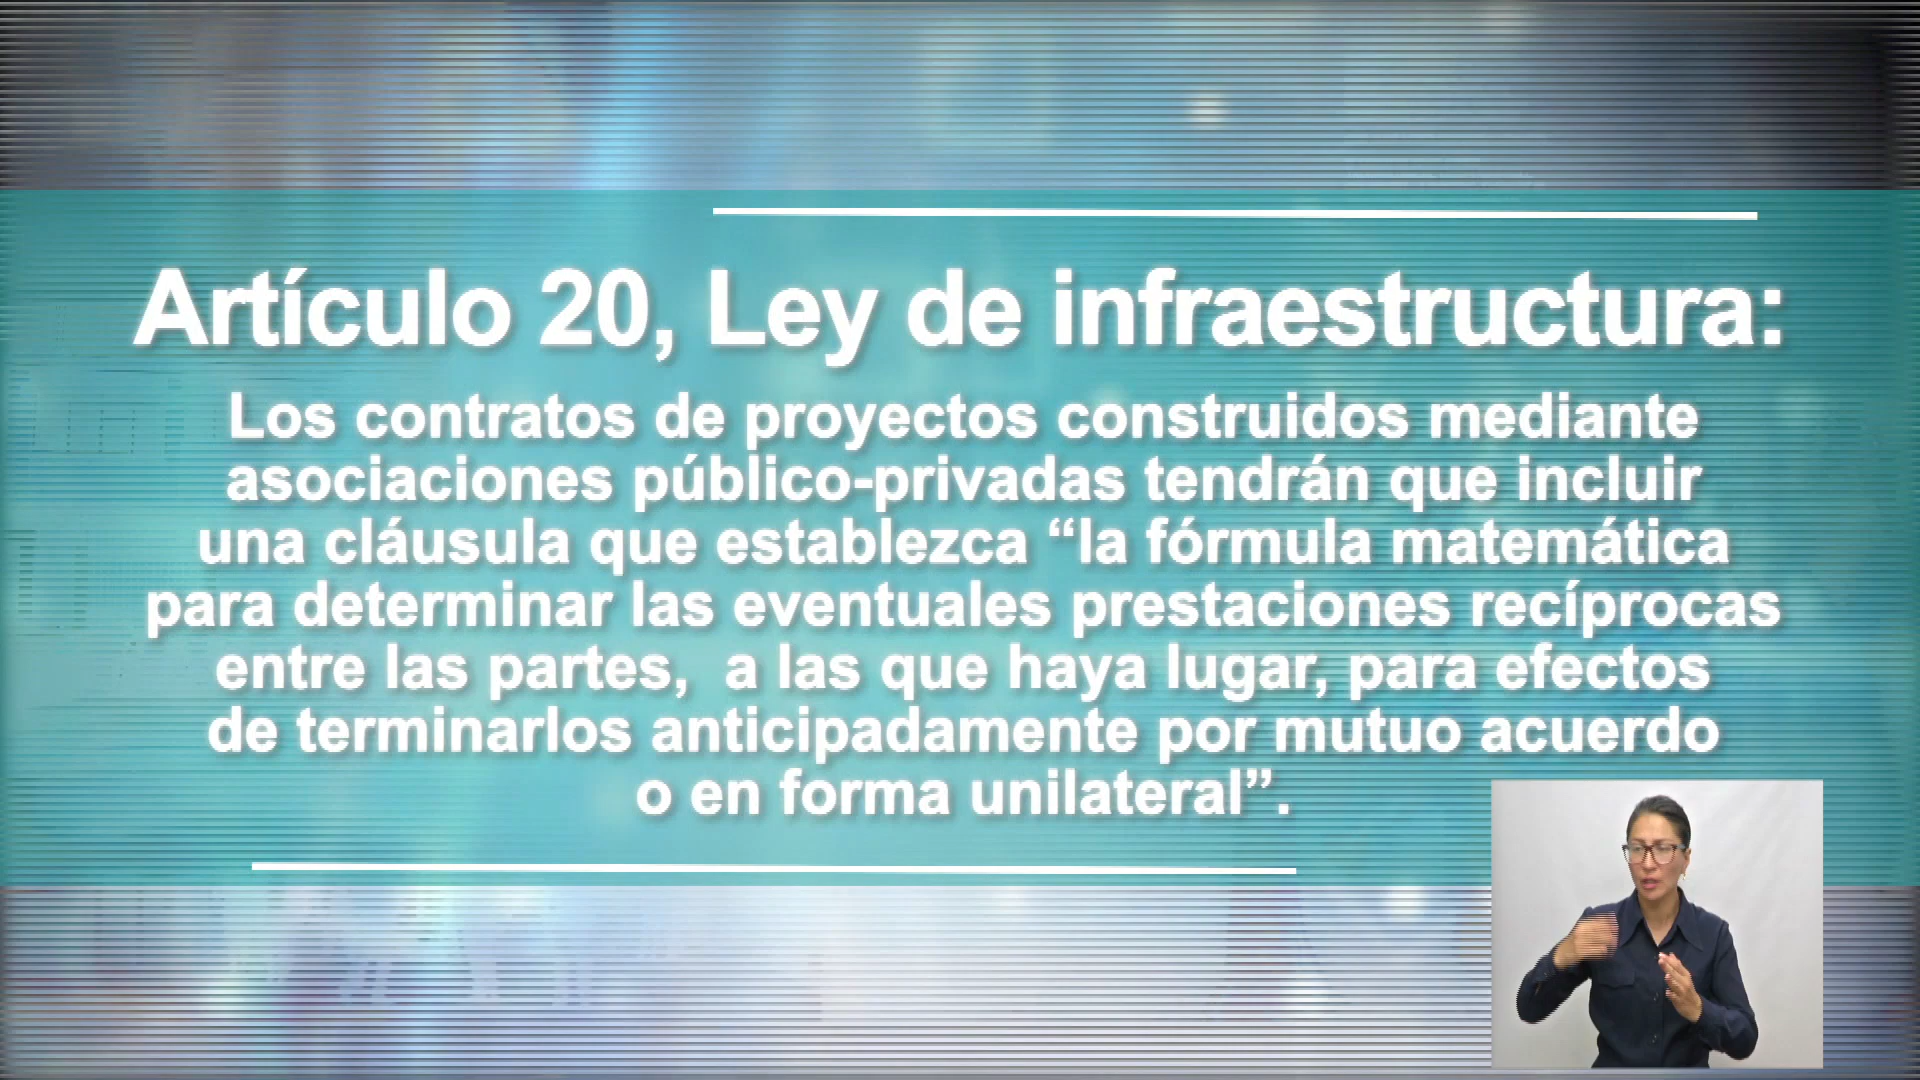 Artículo 20, Ley de infraestructura:
Los contratos de proyectos construidos mediante
asociaciones público-privadas tendrán que incluir
una cláusula que establezca “la fórmula matemática
para determinar las eventuales prestaciones recíprocas
entre las partes,  a las que haya lugar, para efectos
de terminarlos anticipadamente por mutuo acuerdo
o en forma unilateral”.